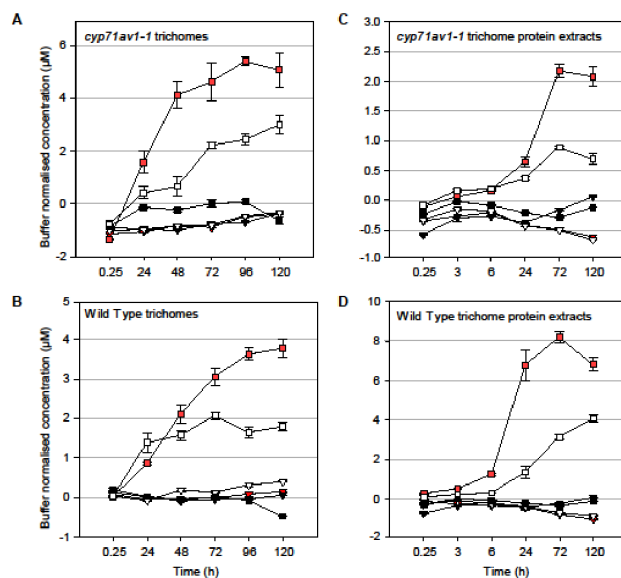 A
cyp71av1-1 trichomes
Buffer normalised concentration (µM)
6
4
2
0
-2
0.25 24 48 72 96 120
B
Wild Type trichomes
Buffer normalised concentration (µM)
5
4
3
2
1
0
-1
0.25 24 48 72 96 120
Time (h)
C
cyp71av1-1 trichome protein extracts
3.0
2.5
2.0
1.5
1.0
0.5
0.0
-0.5
-1.0
0.25 3 6 24 72 120
D
Wild Type trichome protein extracts
10
8
6
4
2
0
-2
0.25 3 6 24 72 120
Time (h)